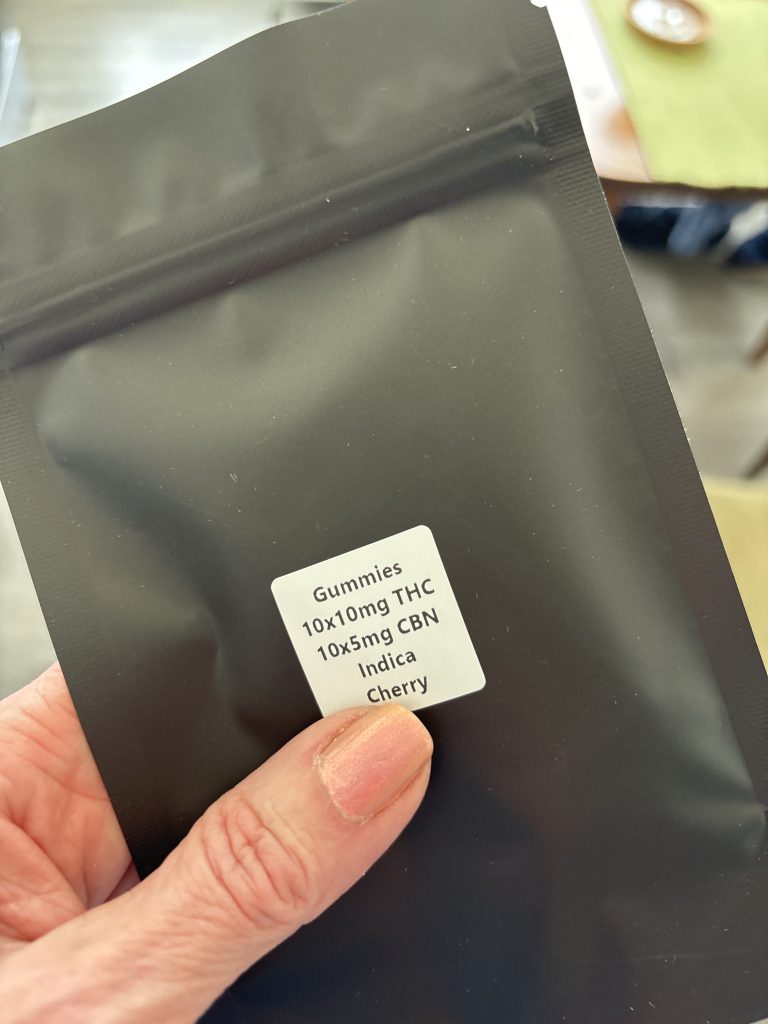 Gummies
10x10mg THC
10x5mg CBN
Indica
Cherry